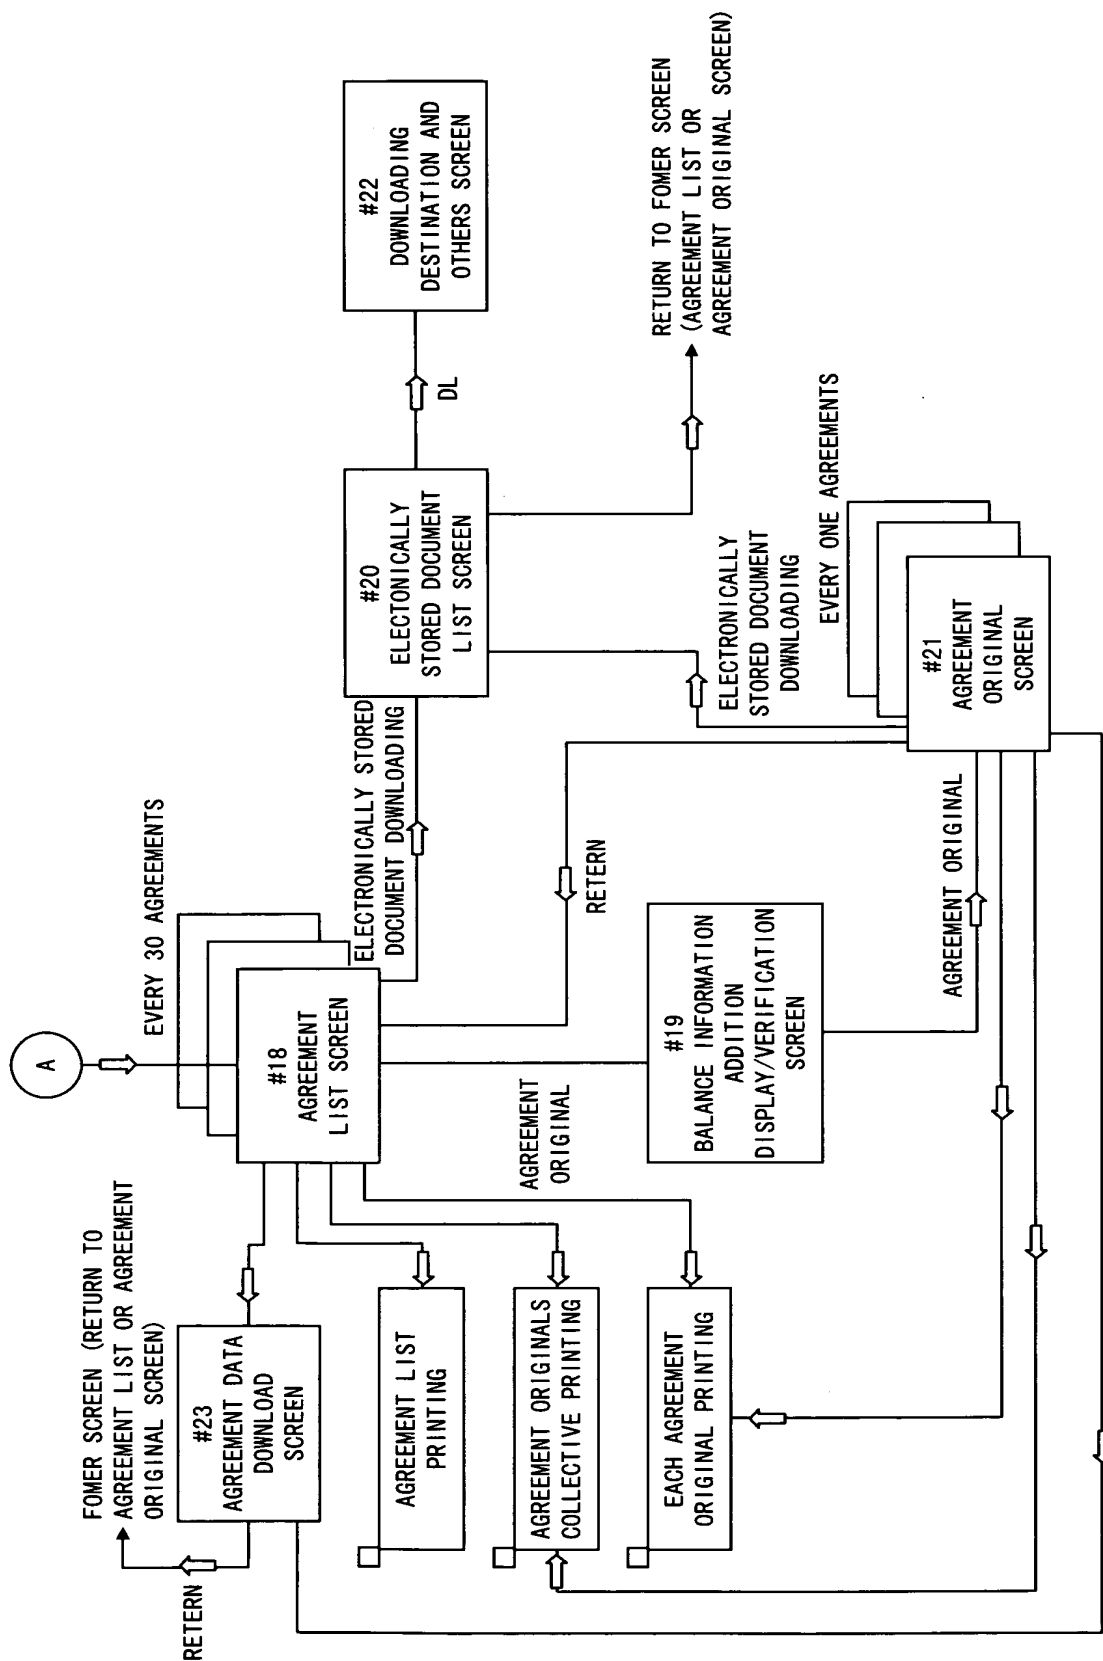 A
EVERY 30 AGREEMENTS
#18
AGREEMENT
LIST SCREEN
FOMER SCREEN (RETURN TO
AGREEMENT LIST OR AGREEMENT
ORIGINAL SCREEN)
RETERN
#23
AGREEMENT DATA
DOWNLOAD
SCREEN
AGREEMENT LIST
PRINTING
AGREEMENT ORIGINALS
COLLECTIVE PRINTING
EACH AGREEMENT
ORIGINAL PRINTING
AGREEMENT
ORIGINAL
#19
BALANCE INFORMATION
ADDITION
DISPLAY/VERIFICATION
SCREEN
RETERN
ELECTRONICALLY STORED
DOCUMENT DOWNLOADING
#20
ELECTONICALLY
STORED DOCUMENT
LIST SCREEN
DL
#22
DOWNLOADING
DESTINATION AND
OTHERS SCREEN
RETURN TO FOMER SCREEN
(AGREEMENT LIST OR
AGREEMENT ORIGINAL SCREEN)
ELECTRONICALLY
STORED DOCUMENT
DOWNLOADING
EVERY ONE AGREEMENTS
#21
AGREEMENT
ORIGINAL
SCREEN
AGREEMENT ORIGINAL